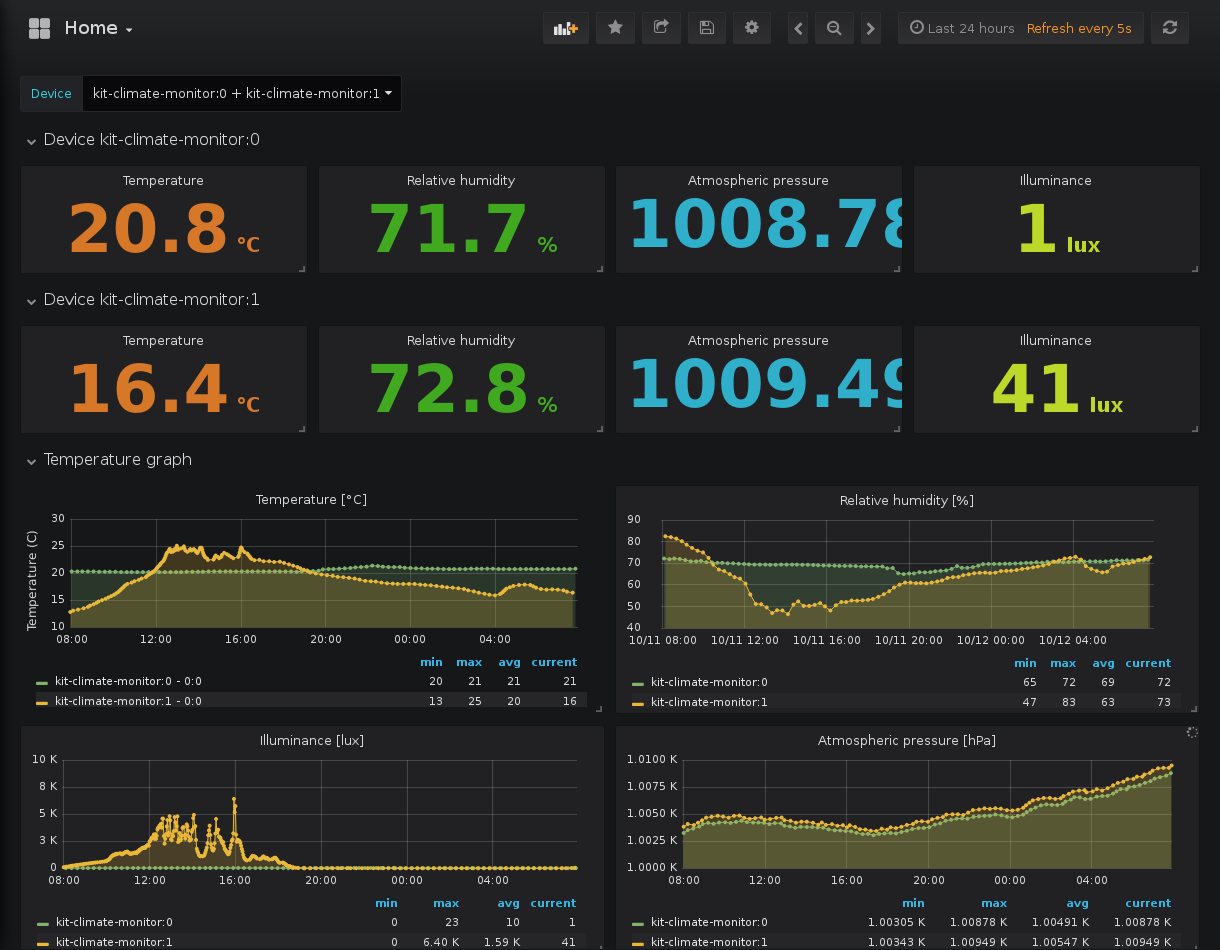 Home
Last 24 hours Refresh every 5s
Device kit-climate-monitor:0 + kit-climate-monitor:1
Device kit-climate-monitor:0
Temperature Relative humidity Atmospheric pressure Illuminance
20.8 °C 71.7 % 1008.78 1 lux
Device kit-climate-monitor:1
Temperature Relative humidity Atmospheric pressure Illuminance
16.4 °C 72.8 % 1009.49 41 lux
Temperature graph
Temperature [°C]
Temperature (C)
30
25
20
15
10
08:00 12:00 16:00 20:00 00:00 04:00
min max avg current
kit-climate-monitor:0 - 0:0 20 21 21 21
kit-climate-monitor:1 - 0:0 13 25 20 16
Relative humidity [%]
90
80
70
60
50
40
10/11 08:00 10/11 12:00 10/11 16:00 10/11 20:00 10/12 00:00 10/12 04:00
min max avg current
kit-climate-monitor:0 65 72 69 72
kit-climate-monitor:1 47 83 63 73
Illuminance [lux]
10 K
8 K
5 K
3 K
0
08:00 12:00 16:00 20:00 00:00 04:00
min max avg current
kit-climate-monitor:0 0 23 10 1
kit-climate-monitor:1 0 6.40 K 1.59 K 41
Atmospheric pressure [hPa]
1.0100 K
1.0075 K
1.0050 K
1.0025 K
1.0000 K
08:00 12:00 16:00 20:00 00:00 04:00
min max avg current
kit-climate-monitor:0 1.00305 K 1.00878 K 1.00491 K 1.00878 K
kit-climate-monitor:1 1.00343 K 1.00949 K 1.00547 K 1.00949 K